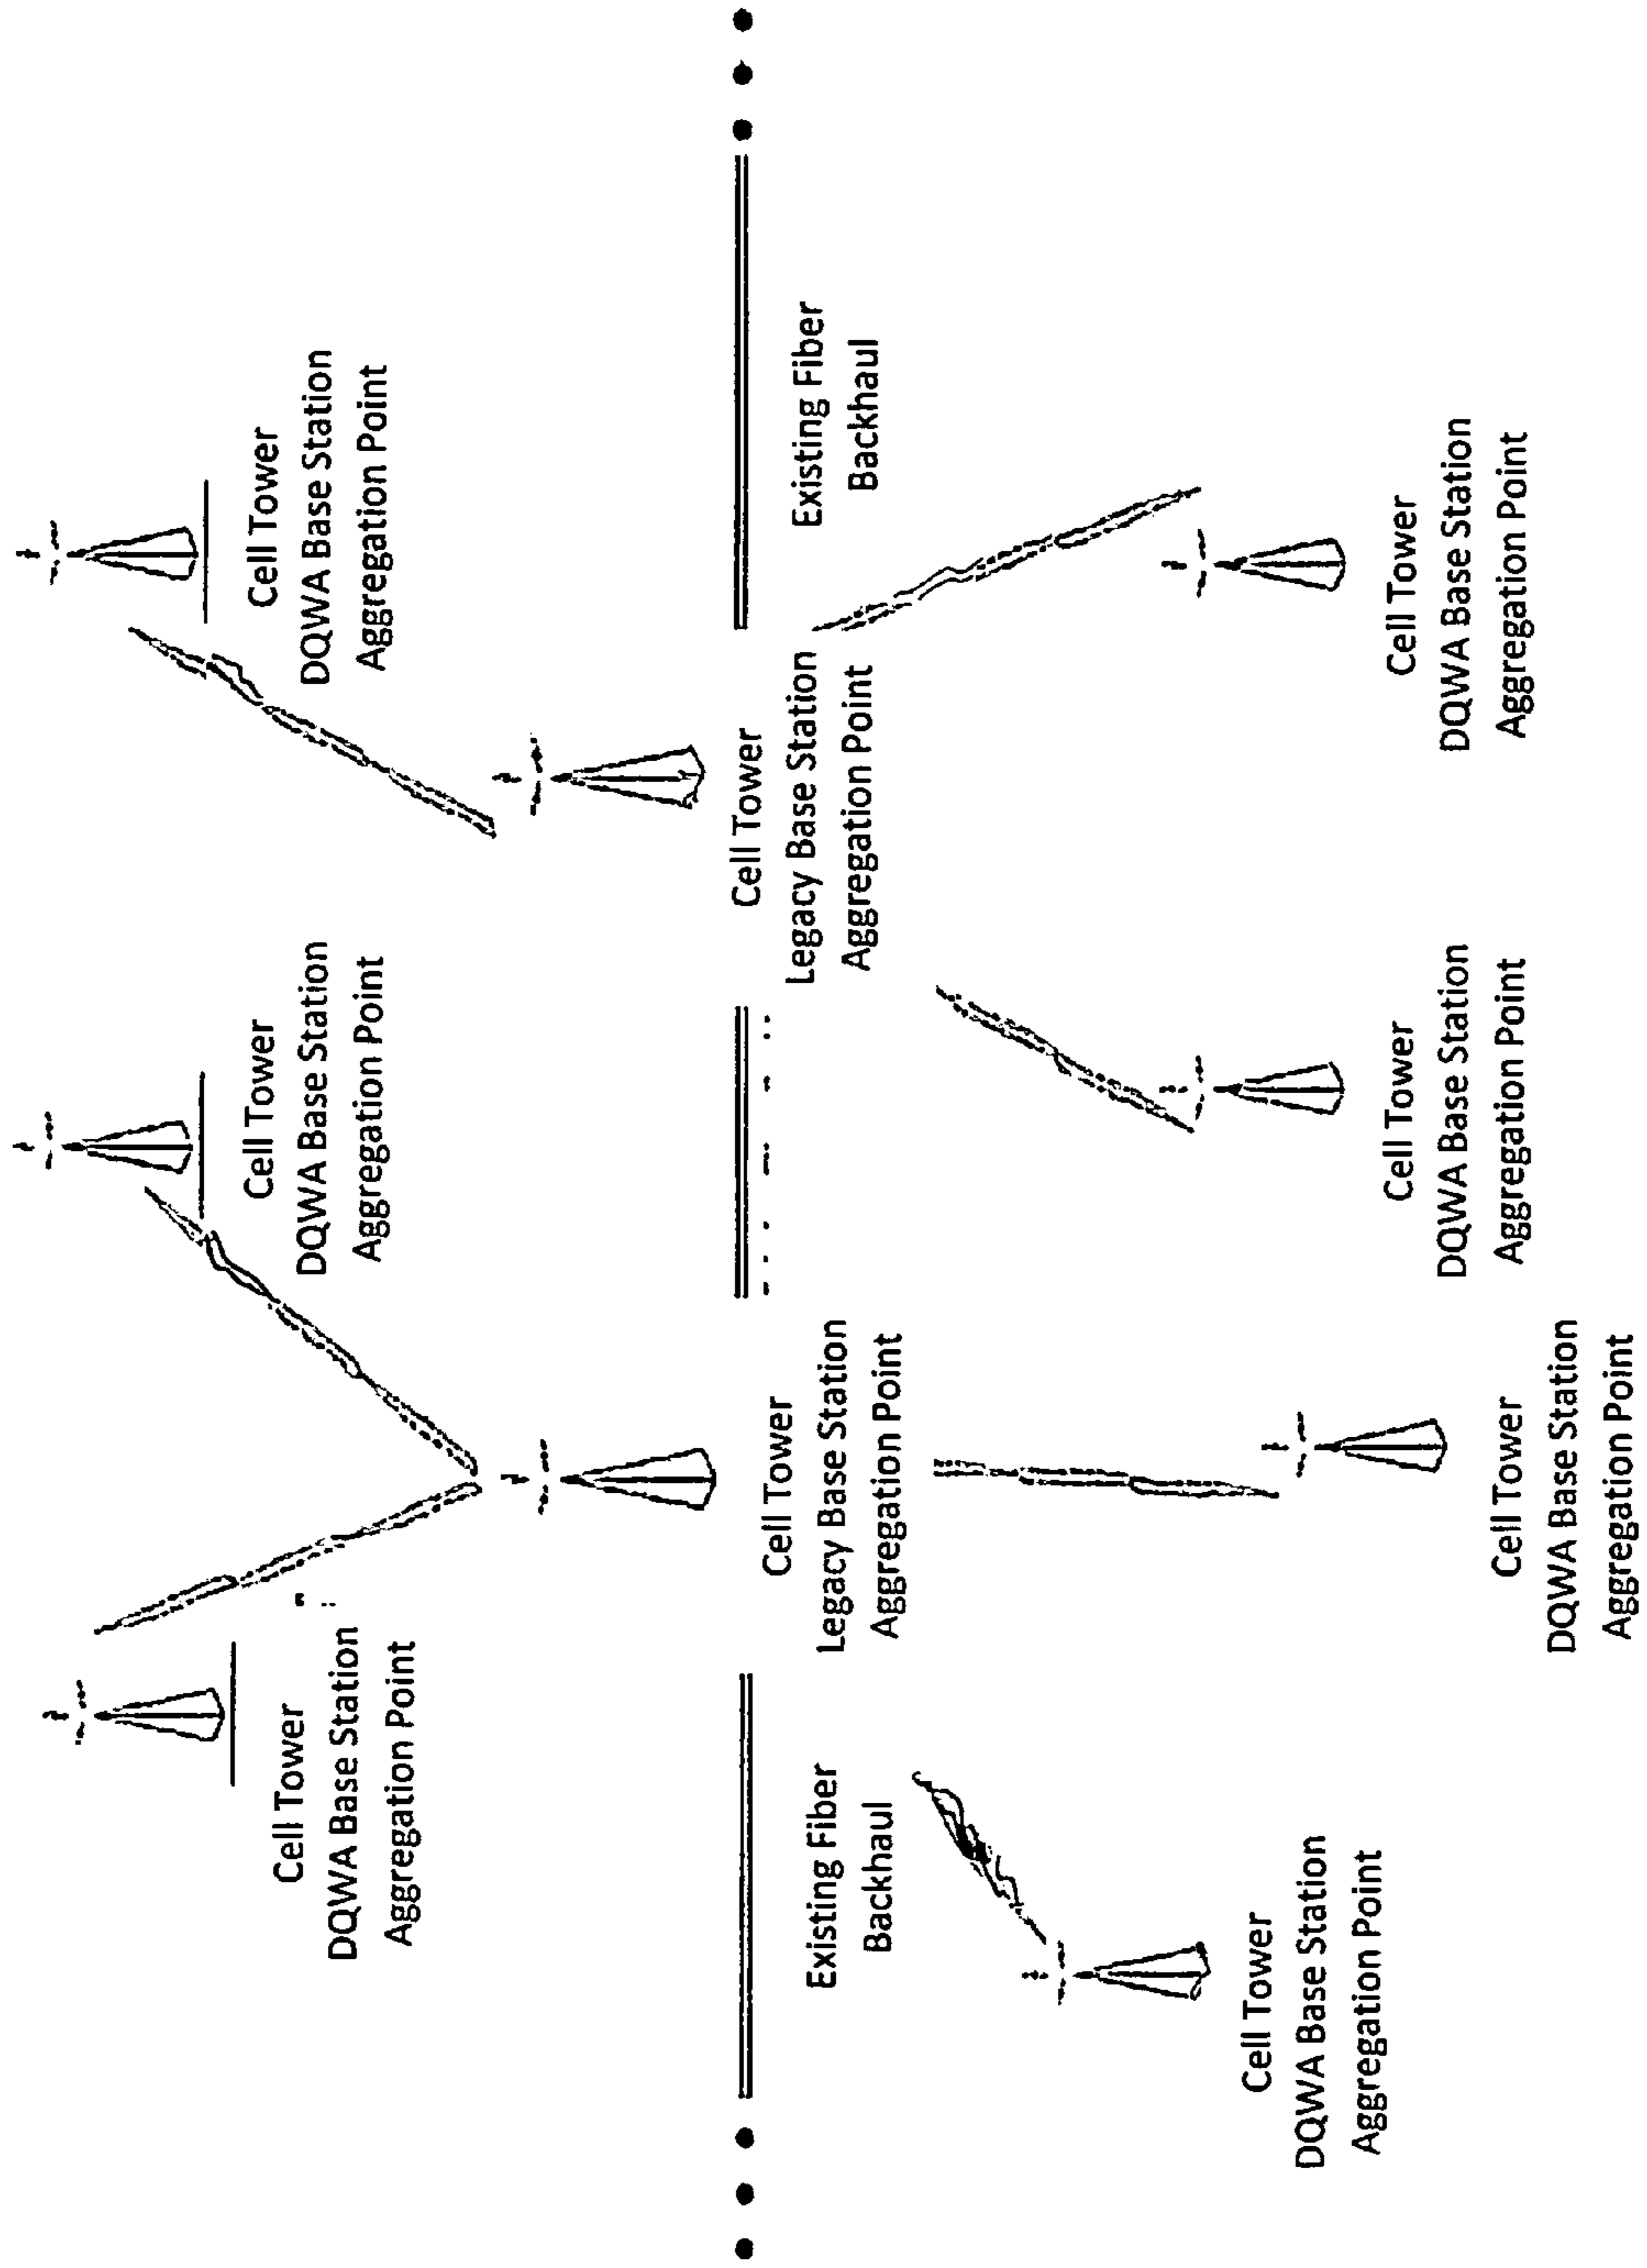 Cell Tower
DQWA Base Station
Aggregation Point
Cell Tower
DQWA Base Station
Aggregation Point
Cell Tower
DQWA Base Station
Aggregation Point
Existing Fiber
Backhaul
Cell Tower
Legacy Base Station
Aggregation Point
Cell Tower
Legacy Base Station
Aggregation Point
Existing Fiber
Backhaul
Cell Tower
DQWA Base Station
Aggregation Point
Cell Tower
DQWA Base Station
Aggregation Point
Cell Tower
DQWA Base Station
Aggregation Point
Cell Tower
DQWA Base Station
Aggregation Point